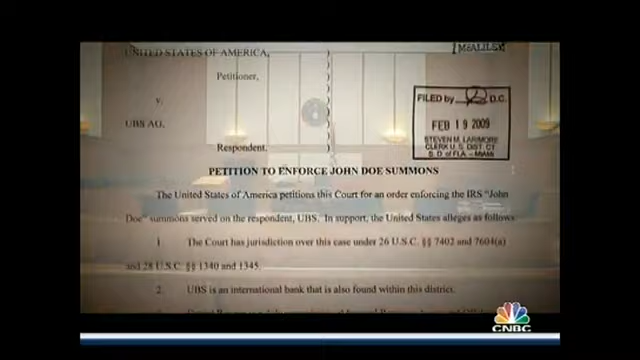 UNITED STATES OF AMERICA,
McALILEY
Petitioner,
v.
UBS AG,
Respondent.
FILED by D.C.
FEB 19 2009
STEVEN M. LARIMORE
CLERK U.S. DIST. CT.
S. D. of FLA. – MIAMI
PETITION TO ENFORCE JOHN DOE SUMMONS
The United States of America petitions this Court for an order enforcing the IRS "John
Doe" summons served on the respondent, UBS. In support, the United States alleges as follows:
1. The Court has jurisdiction over this case under 26 U.S.C. §§ 7402 and 7604(a)
and 28 U.S.C. §§ 1340 and 1345.
2. UBS is an international bank that is also found within this district.
CNBC